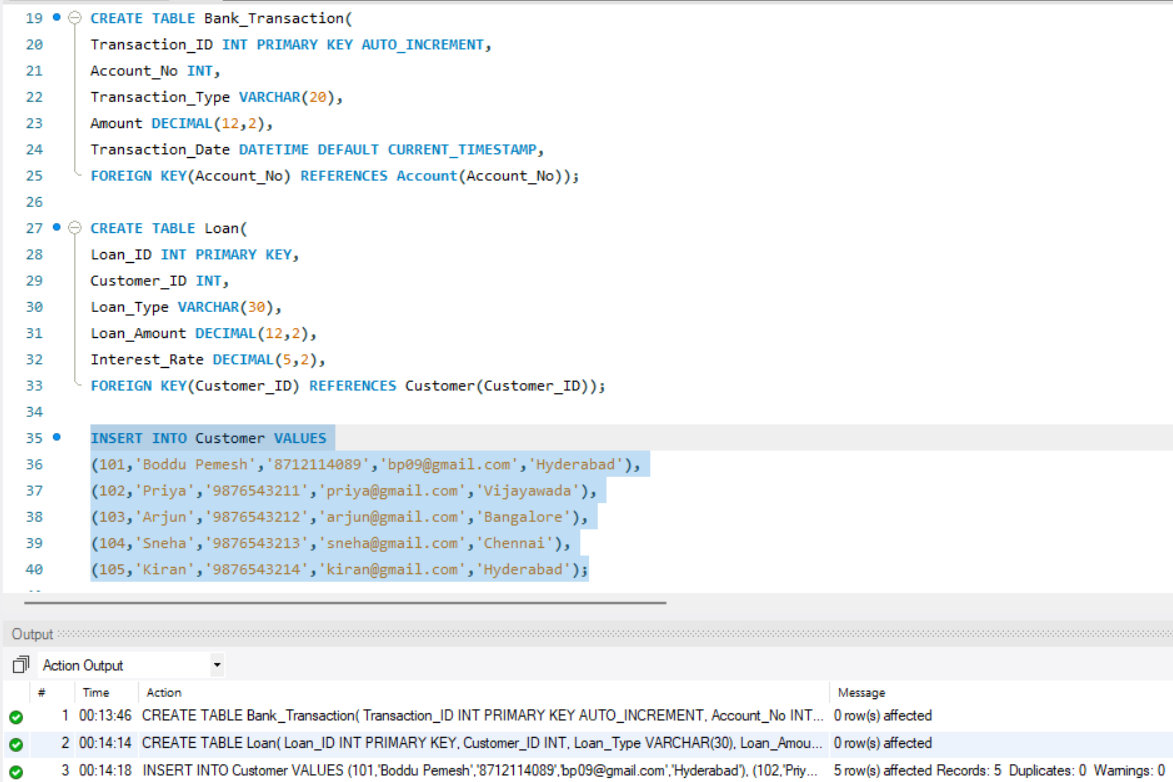 19 CREATE TABLE Bank_Transaction(
20 Transaction_ID INT PRIMARY KEY AUTO_INCREMENT,
21 Account_No INT,
22 Transaction_Type VARCHAR(20),
23 Amount DECIMAL(12,2),
24 Transaction_Date DATETIME DEFAULT CURRENT_TIMESTAMP,
25 FOREIGN KEY(Account_No) REFERENCES Account(Account_No));
26
27 CREATE TABLE Loan(
28 Loan_ID INT PRIMARY KEY,
29 Customer_ID INT,
30 Loan_Type VARCHAR(30),
31 Loan_Amount DECIMAL(12,2),
32 Interest_Rate DECIMAL(5,2),
33 FOREIGN KEY(Customer_ID) REFERENCES Customer(Customer_ID));
34
35 INSERT INTO Customer VALUES
36 (101,'Boddu Pemesh','8712114089','bp09@gmail.com','Hyderabad'),
37 (102,'Priya','9876543211','priya@gmail.com','Vijayawada'),
38 (103,'Arjun','9876543212','arjun@gmail.com','Bangalore'),
39 (104,'Sneha','9876543213','sneha@gmail.com','Chennai'),
40 (105,'Kiran','9876543214','kiran@gmail.com','Hyderabad');
Output
Action Output
# Time Action Message
1 00:13:46 CREATE TABLE Bank_Transaction( Transaction_ID INT PRIMARY KEY AUTO_INCREMENT, Account_No INT... 0 row(s) affected
2 00:14:14 CREATE TABLE Loan( Loan_ID INT PRIMARY KEY, Customer_ID INT, Loan_Type VARCHAR(30), Loan_Amou... 0 row(s) affected
3 00:14:18 INSERT INTO Customer VALUES (101,'Boddu Pemesh','8712114089','bp09@gmail.com','Hyderabad'), (102,'Priy... 5 row(s) affected Records: 5 Duplicates: 0 Warnings: 0